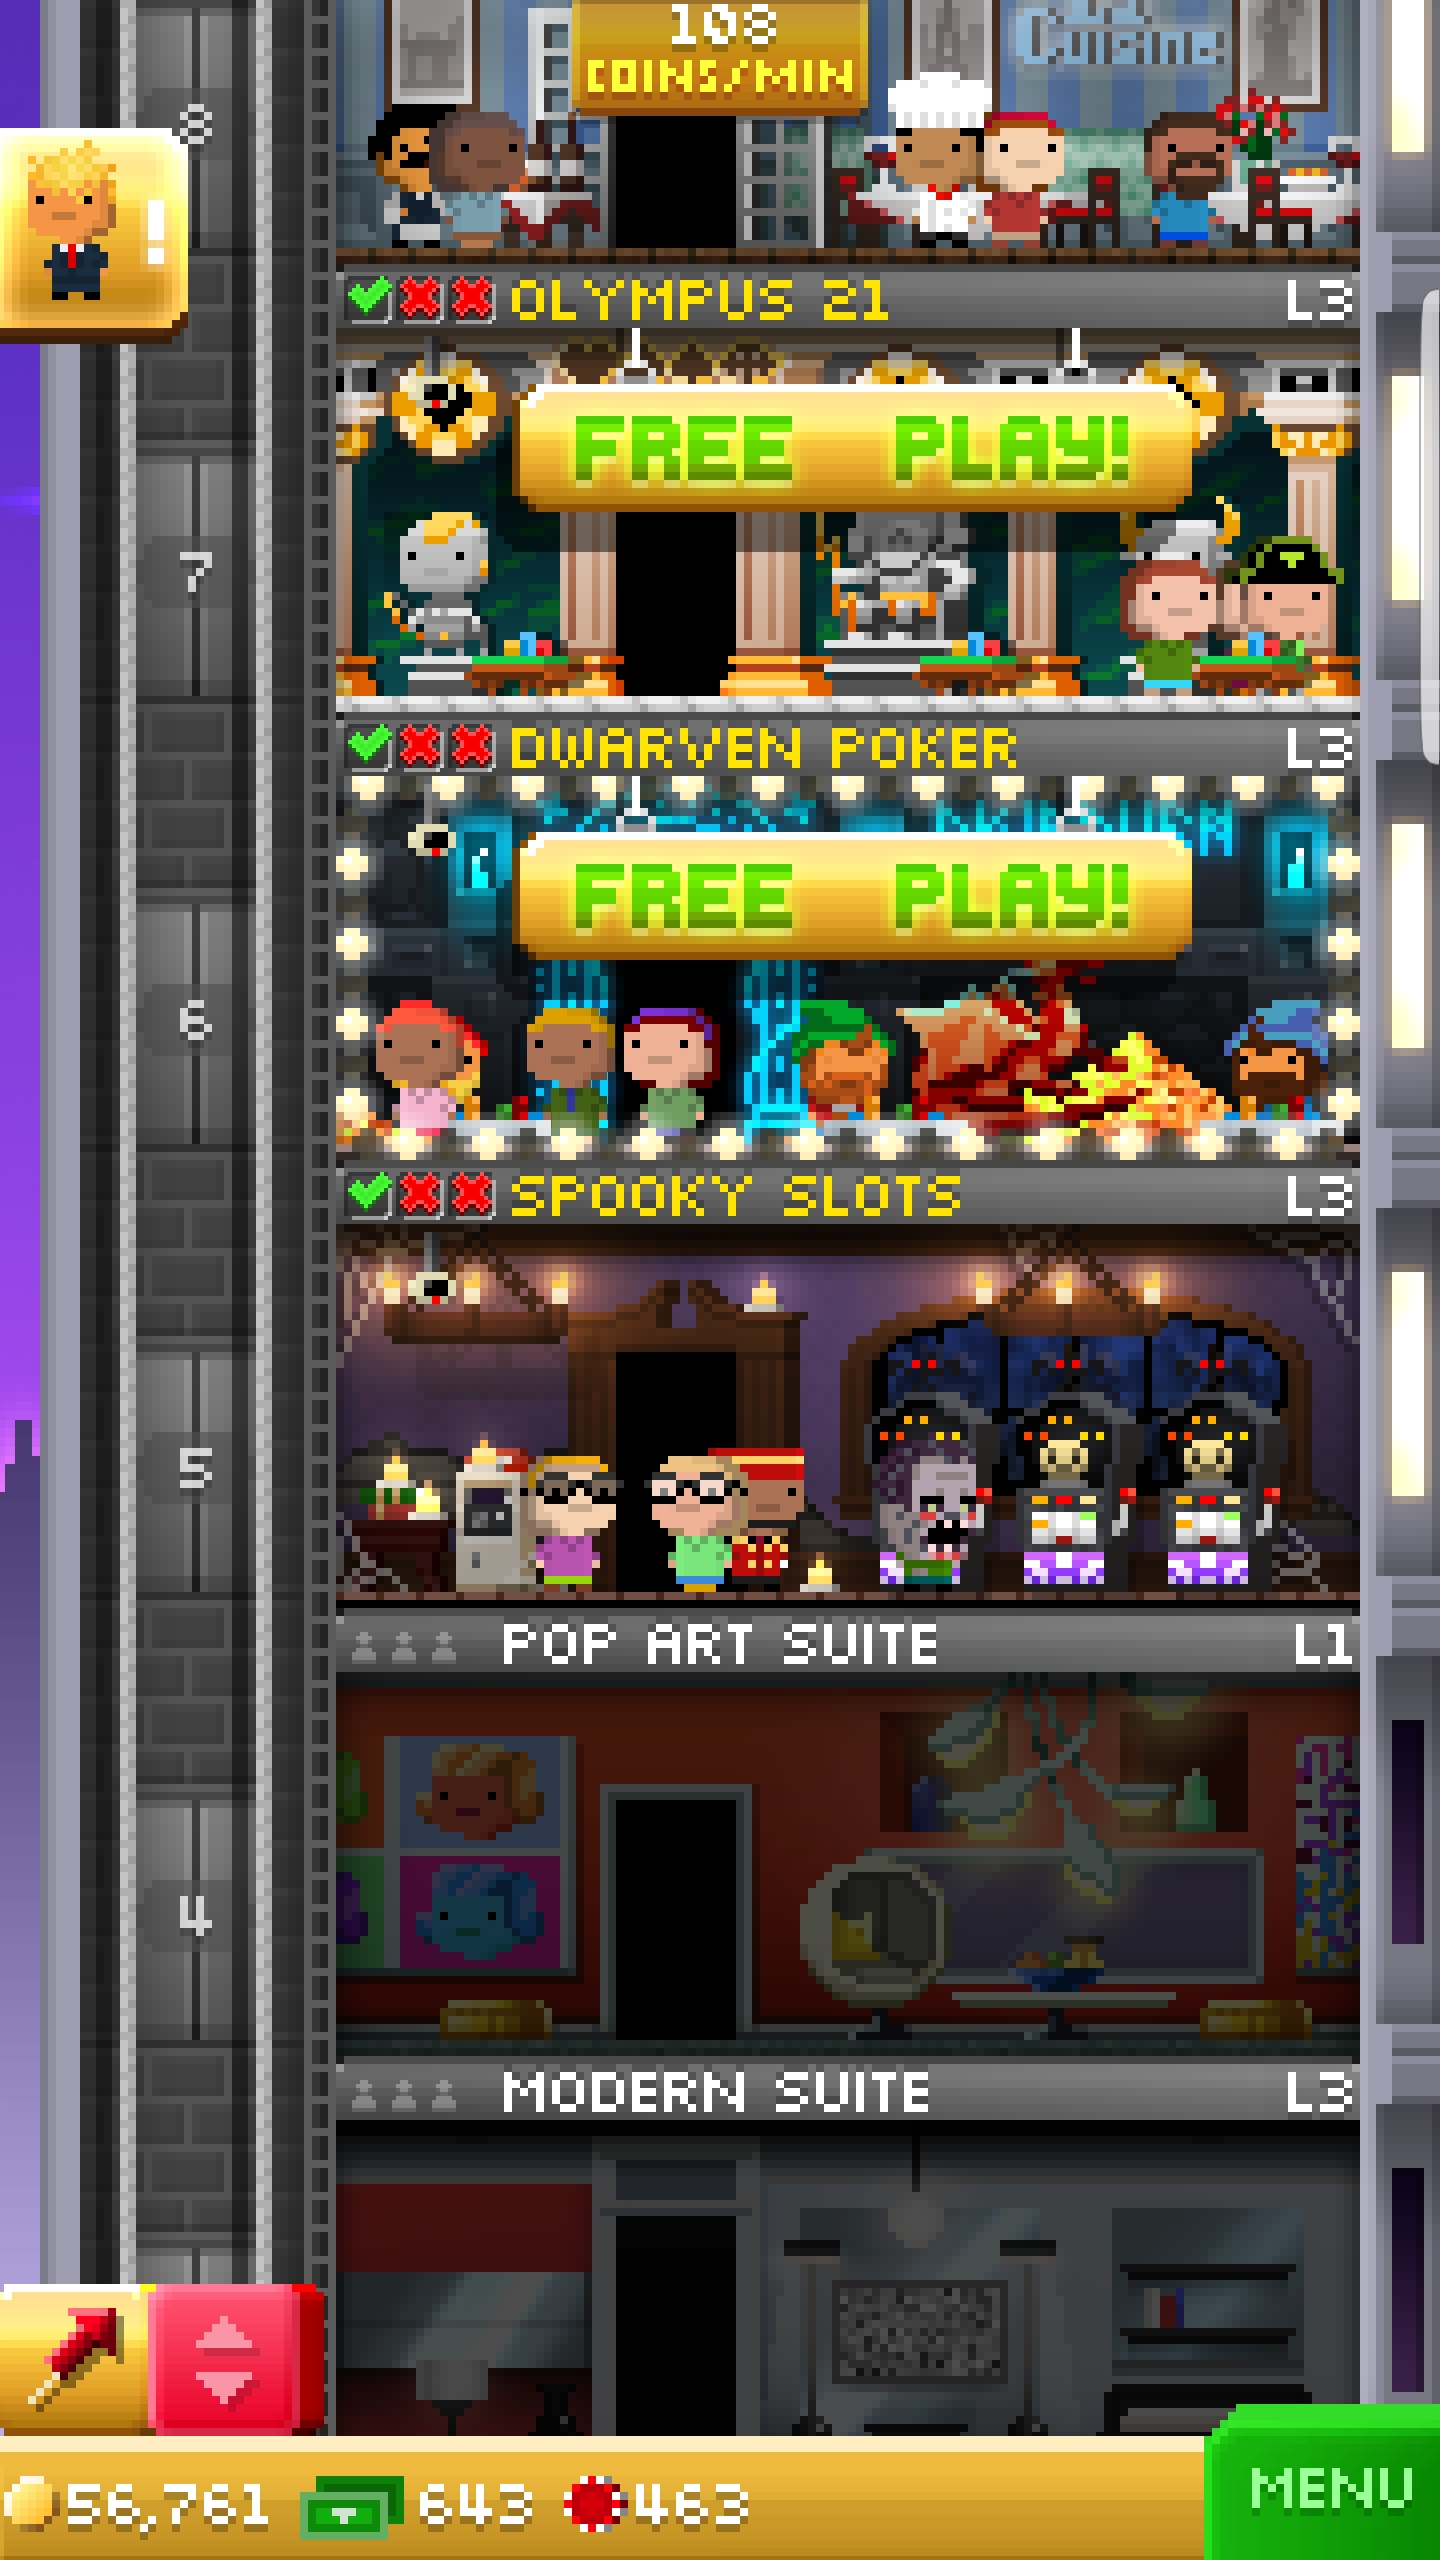 108
COINS/MIN
Cuisine
8
!
OLYMPUS 21 L3
FREE PLAY!
7
DWARVEN POKER L3
FREE PLAY!
6
SPOOKY SLOTS L3
5
POP ART SUITE L1
4
MODERN SUITE L3
56,761 643 463
MENU